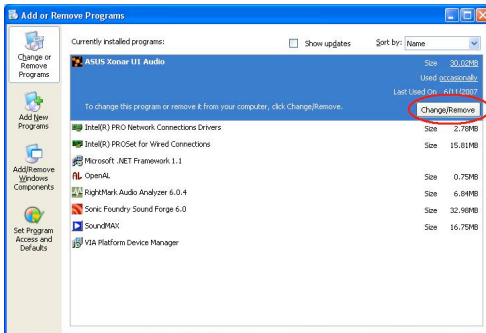 Add or Remove Programs
Change or
Remove
Programs
Add New
Programs
Add/Remove
Windows
Components
Set Program
Access and
Defaults
Currently installed programs:
Show updates
Sort by: Name
ASUS Xonar U1 Audio Size 30.02MB
Used occasionally
Last Used On 6/11/2007
To change this program or remove it from your computer, click Change/Remove. Change/Remove
Intel(R) PRO Network Connections Drivers Size 2.78MB
Intel(R) PROSet for Wired Connections Size 15.81MB
Microsoft .NET Framework 1.1
OpenAL Size 0.75MB
RightMark Audio Analyzer 6.0.4 Size 6.84MB
Sonic Foundry Sound Forge 6.0 Size 32.98MB
SoundMAX Size 16.75MB
VIA Platform Device Manager